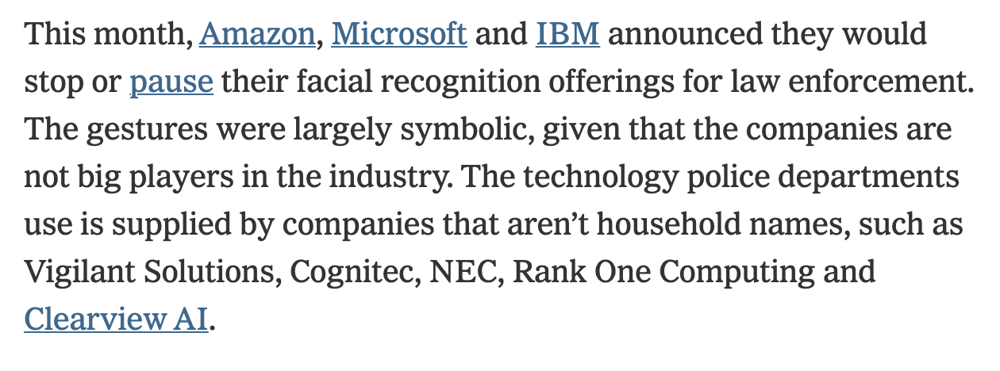 This month, Amazon, Microsoft and IBM announced they would
stop or pause their facial recognition offerings for law enforcement.
The gestures were largely symbolic, given that the companies are
not big players in the industry. The technology police departments
use is supplied by companies that aren’t household names, such as
Vigilant Solutions, Cognitec, NEC, Rank One Computing and
Clearview AI.